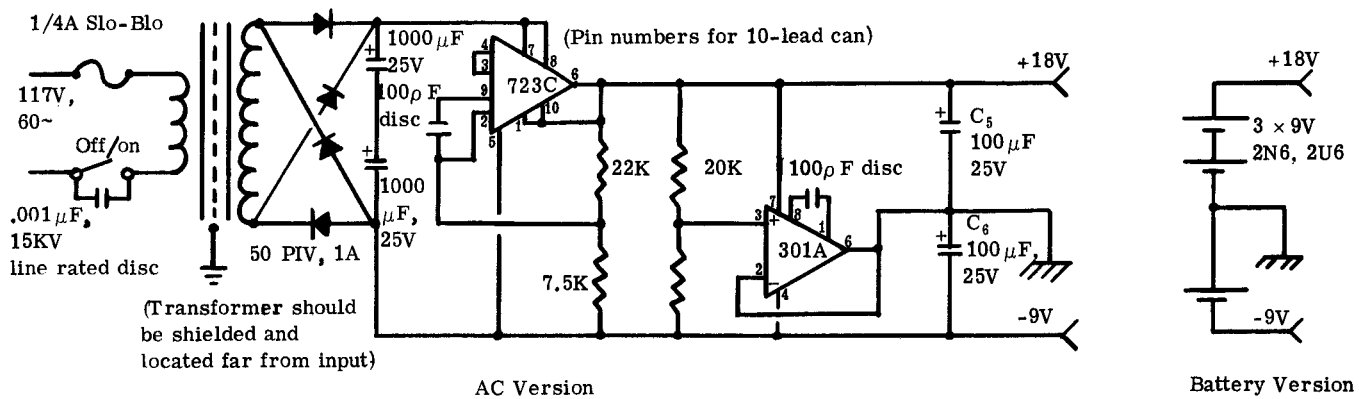 1/4A Slo-Blo
117V,
60~
Off/on
.001 μF,
15KV
line rated disc
50 PIV, 1A
(Transformer should
be shielded and
located far from input)
1000 μF
25V
100ρ F
disc
1000
μF,
25V
4
3
9
2
5
7
8
6
10
1
723C
(Pin numbers for 10-lead can)
22K
7.5K
20K
100ρ F disc
7
8
1
3
+
6
301A
2
−
4
+18V
+
C5
100 μF
25V
+
C6
100 μF,
25V
-9V
AC Version
+18V
3 × 9V
2N6, 2U6
-9V
Battery Version